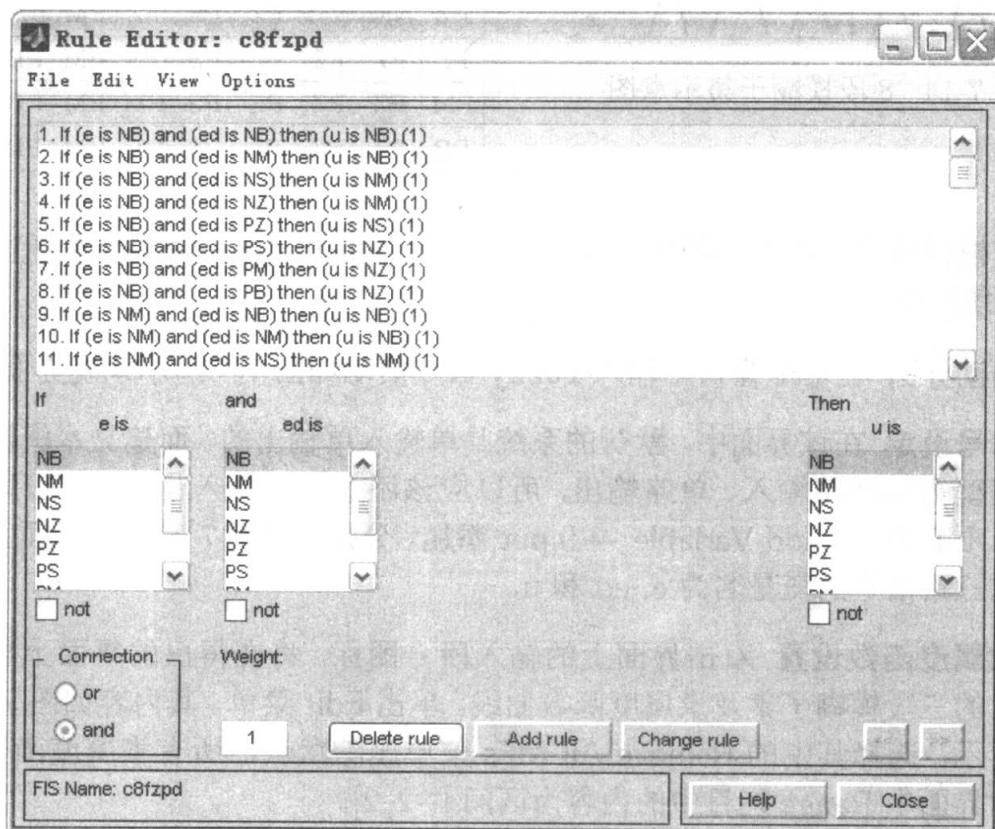 Rule Editor: c8fzpd
File Edit View Options
1. If (e is NB) and (ed is NB) then (u is NB) (1)
2. If (e is NB) and (ed is NM) then (u is NB) (1)
3. If (e is NB) and (ed is NS) then (u is NM) (1)
4. If (e is NB) and (ed is NZ) then (u is NM) (1)
5. If (e is NB) and (ed is PZ) then (u is NS) (1)
6. If (e is NB) and (ed is PS) then (u is NZ) (1)
7. If (e is NB) and (ed is PM) then (u is NZ) (1)
8. If (e is NB) and (ed is PB) then (u is NZ) (1)
9. If (e is NM) and (ed is NB) then (u is NB) (1)
10. If (e is NM) and (ed is NM) then (u is NB) (1)
11. If (e is NM) and (ed is NS) then (u is NM) (1)
If and Then
e is ed is u is
NB NB NB
NM NM NM
NS NS NS
NZ NZ NZ
PZ PZ PZ
PS PS PS
not not not
Connection Weight:
or
and 1 Delete rule Add rule Change rule
FIS Name: c8fzpd Help Close